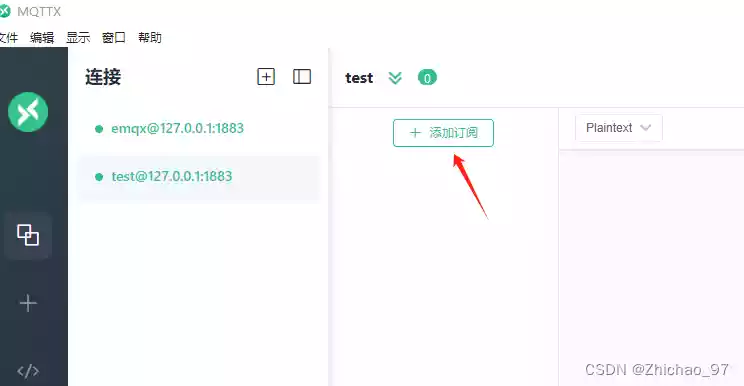 MQTTX
文件 编辑 显示 窗口 帮助
连接
test 0
emqx@127.0.0.1:1883
添加订阅
Plaintext
test@127.0.0.1:1883
CSDN @Zhichao_97